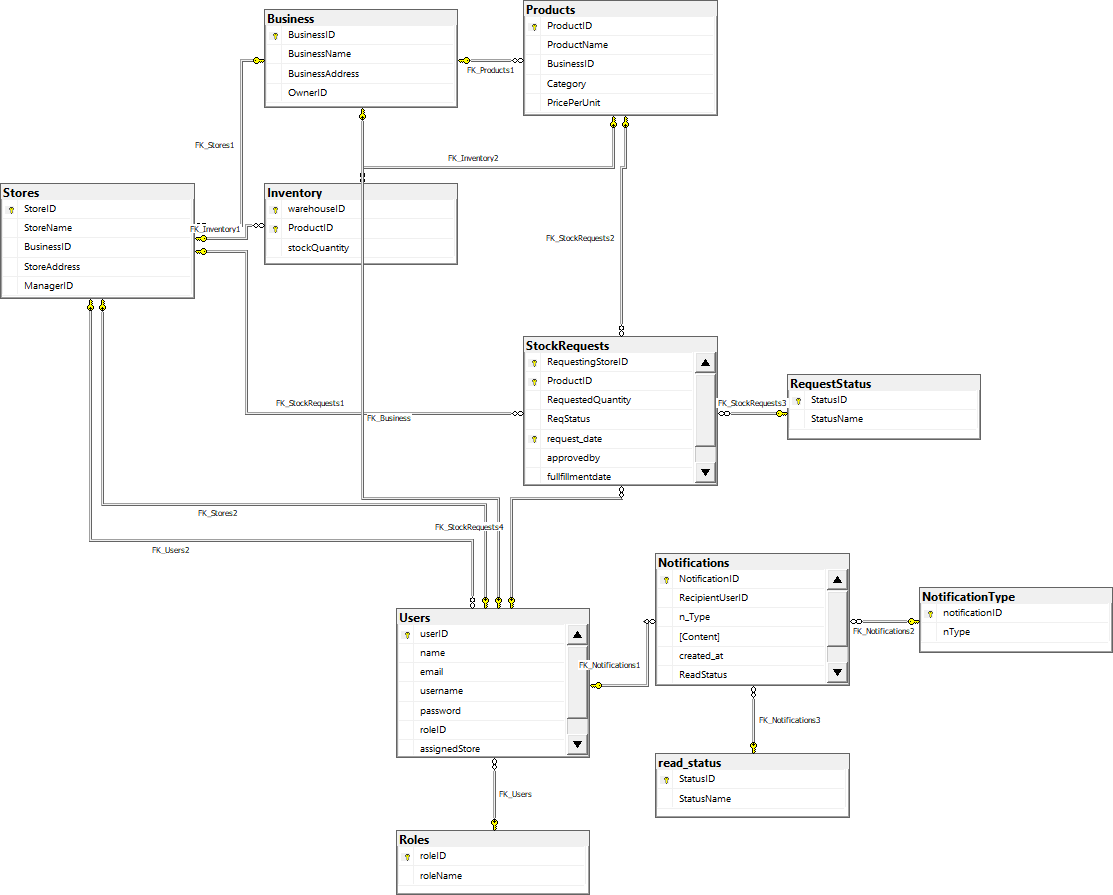 Business
BusinessID
BusinessName
BusinessAddress
OwnerID
Products
ProductID
ProductName
BusinessID
Category
PricePerUnit
FK_Products1
FK_Stores1
FK_Inventory2
Stores
StoreID
StoreName
BusinessID
StoreAddress
ManagerID
FK_Inventory1
Inventory
warehouseID
ProductID
stockQuantity
FK_StockRequests2
StockRequests
RequestingStoreID
ProductID
RequestedQuantity
ReqStatus
request_date
approvedby
fullfillmentdate
FK_StockRequests3
RequestStatus
StatusID
StatusName
FK_StockRequests1
FK_Business
FK_Stores2
FK_StockRequests4
FK_Users2
Users
userID
name
email
username
password
roleID
assignedStore
FK_Notifications1
Notifications
NotificationID
RecipientUserID
n_Type
[Content]
created_at
ReadStatus
FK_Notifications2
NotificationType
notificationID
nType
FK_Notifications3
read_status
StatusID
StatusName
FK_Users
Roles
roleID
roleName